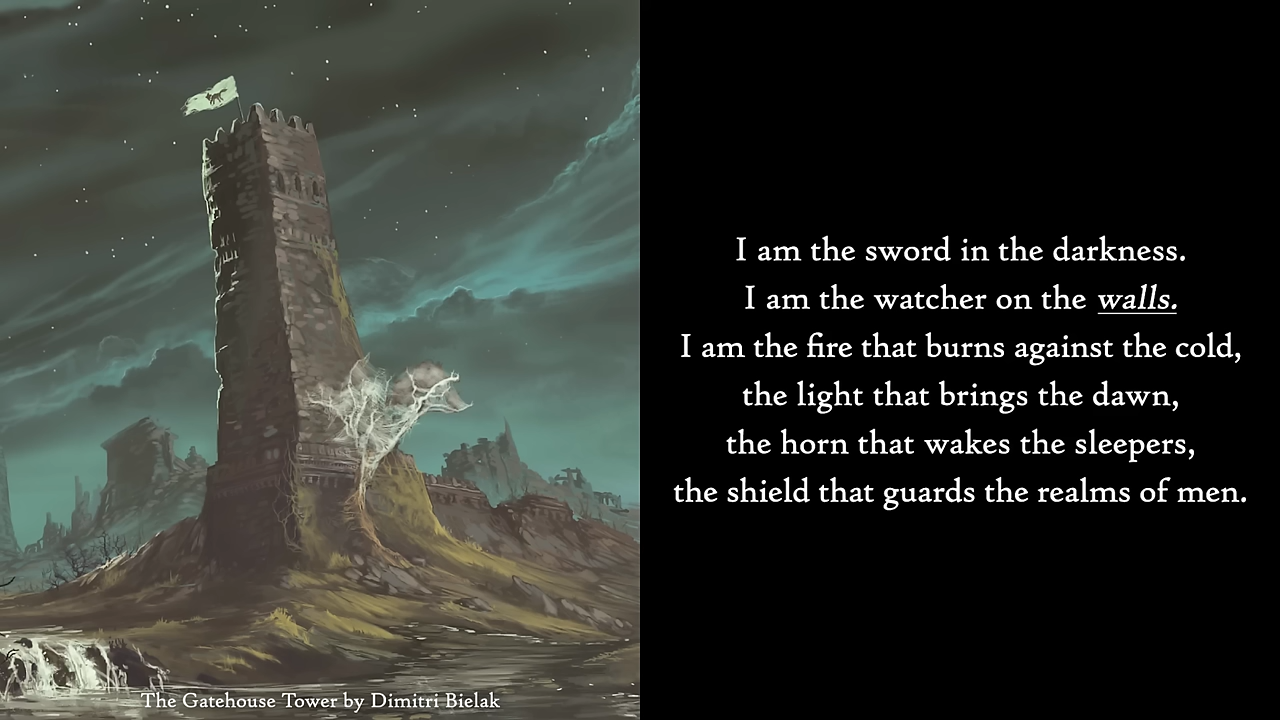 I am the sword in the darkness.
I am the watcher on the walls.
I am the fire that burns against the cold,
the light that brings the dawn,
the horn that wakes the sleepers,
the shield that guards the realms of men.
The Gatehouse Tower by Dimitri Bielak